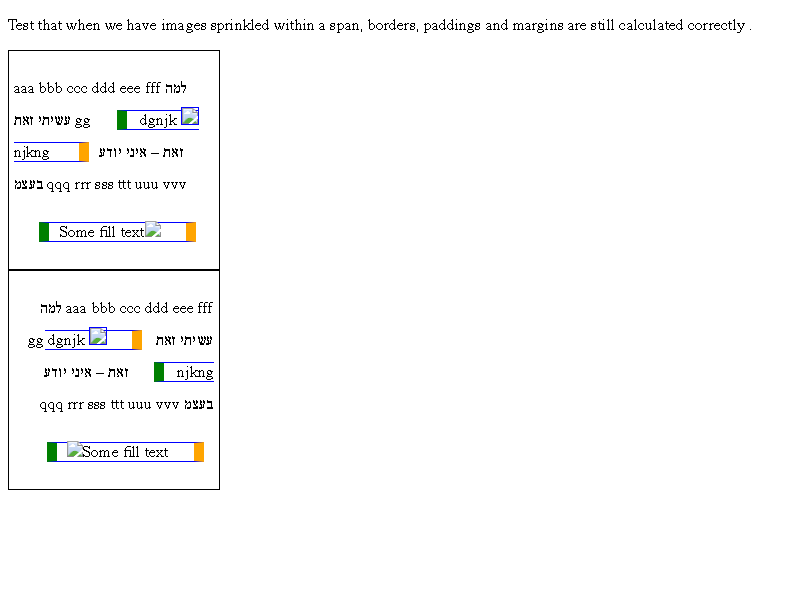 Test that when we have images sprinkled within a span, borders, paddings and margins are still calculated correctly .
aaa bbb ccc ddd eee fff למה
עשיתי זאת gg dgnjk
njkng זאת – איני יודע
בעצמ qqq rrr sss ttt uuu vvv
Some fill text
aaa bbb ccc ddd eee fff למה
עשיתי זאת gg dgnjk
njkng זאת – איני יודע
בעצמ qqq rrr sss ttt uuu vvv
Some fill text